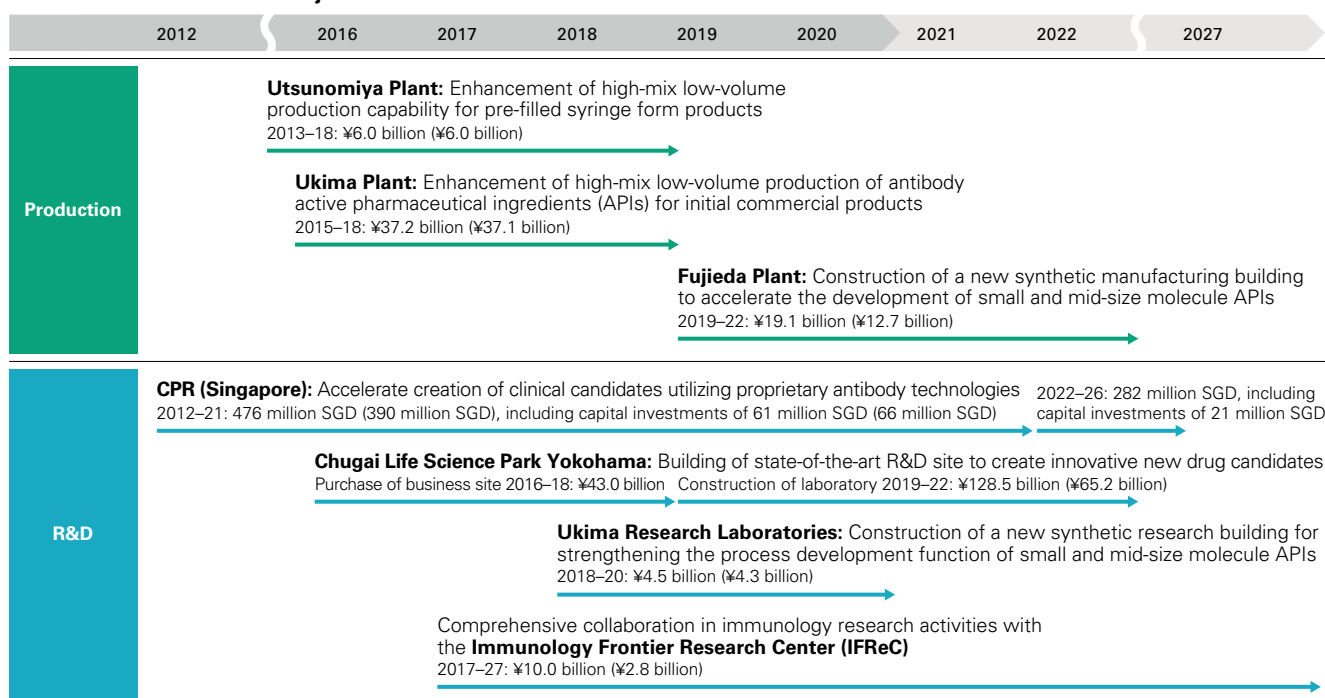 2012 2016 2017 2018 2019 2020 2021 2022 2027
Production
Utsunomiya Plant: Enhancement of high-mix low-volume
production capability for pre-filled syringe form products
2013–18: ¥6.0 billion (¥6.0 billion)
Ukima Plant: Enhancement of high-mix low-volume production of antibody
active pharmaceutical ingredients (APIs) for initial commercial products
2015–18: ¥37.2 billion (¥37.1 billion)
Fujieda Plant: Construction of a new synthetic manufacturing building
to accelerate the development of small and mid-size molecule APIs
2019–22: ¥19.1 billion (¥12.7 billion)
R&D
CPR (Singapore): Accelerate creation of clinical candidates utilizing proprietary antibody technologies
2012–21: 476 million SGD (390 million SGD), including capital investments of 61 million SGD (66 million SGD)
2022–26: 282 million SGD, including
capital investments of 21 million SGD
Chugai Life Science Park Yokohama: Building of state-of-the-art R&D site to create innovative new drug candidates
Purchase of business site 2016–18: ¥43.0 billion
Construction of laboratory 2019–22: ¥128.5 billion (¥65.2 billion)
Ukima Research Laboratories: Construction of a new synthetic research building for
strengthening the process development function of small and mid-size molecule APIs
2018–20: ¥4.5 billion (¥4.3 billion)
Comprehensive collaboration in immunology research activities with
the Immunology Frontier Research Center (IFReC)
2017–27: ¥10.0 billion (¥2.8 billion)